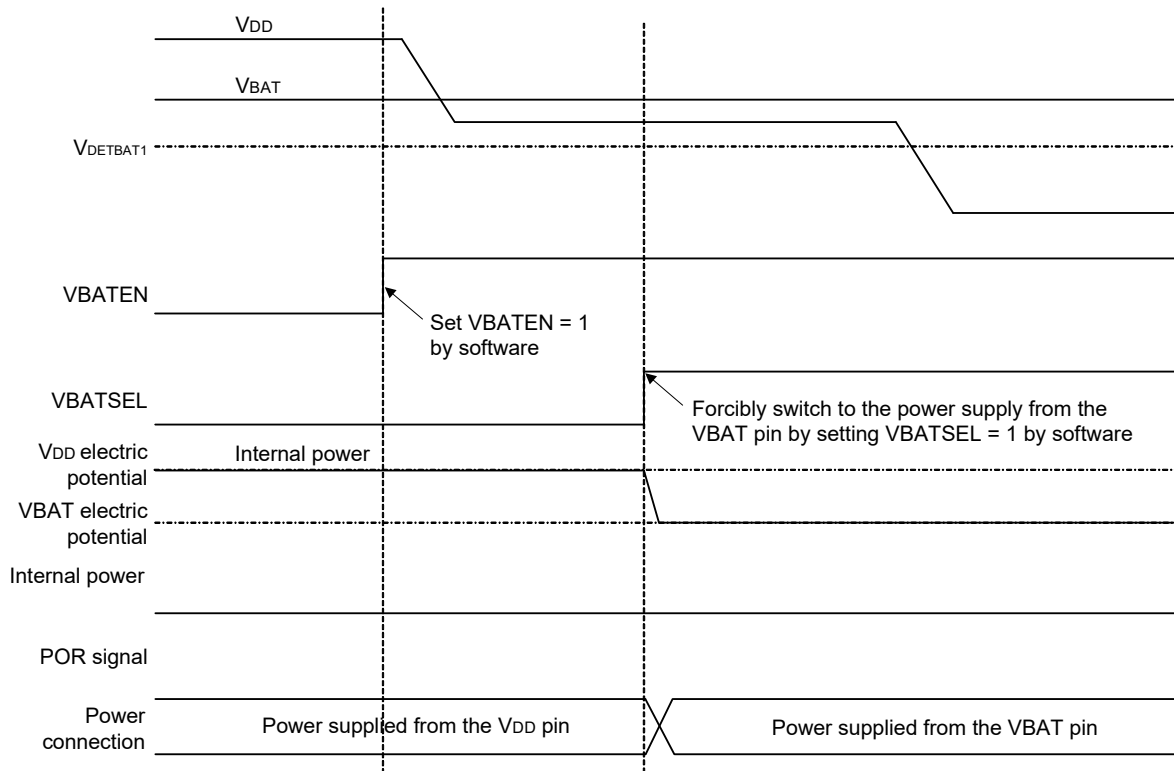 VDD
VBAT
VDETBAT1
VBATEN
Set VBATEN = 1
by software
VBATSEL
Forcibly switch to the power supply from the
VBAT pin by setting VBATSEL = 1 by software
VDD electric
potential
Internal power
VBAT electric
potential
Internal power
POR signal
Power
connection
Power supplied from the VDD pin
Power supplied from the VBAT pin